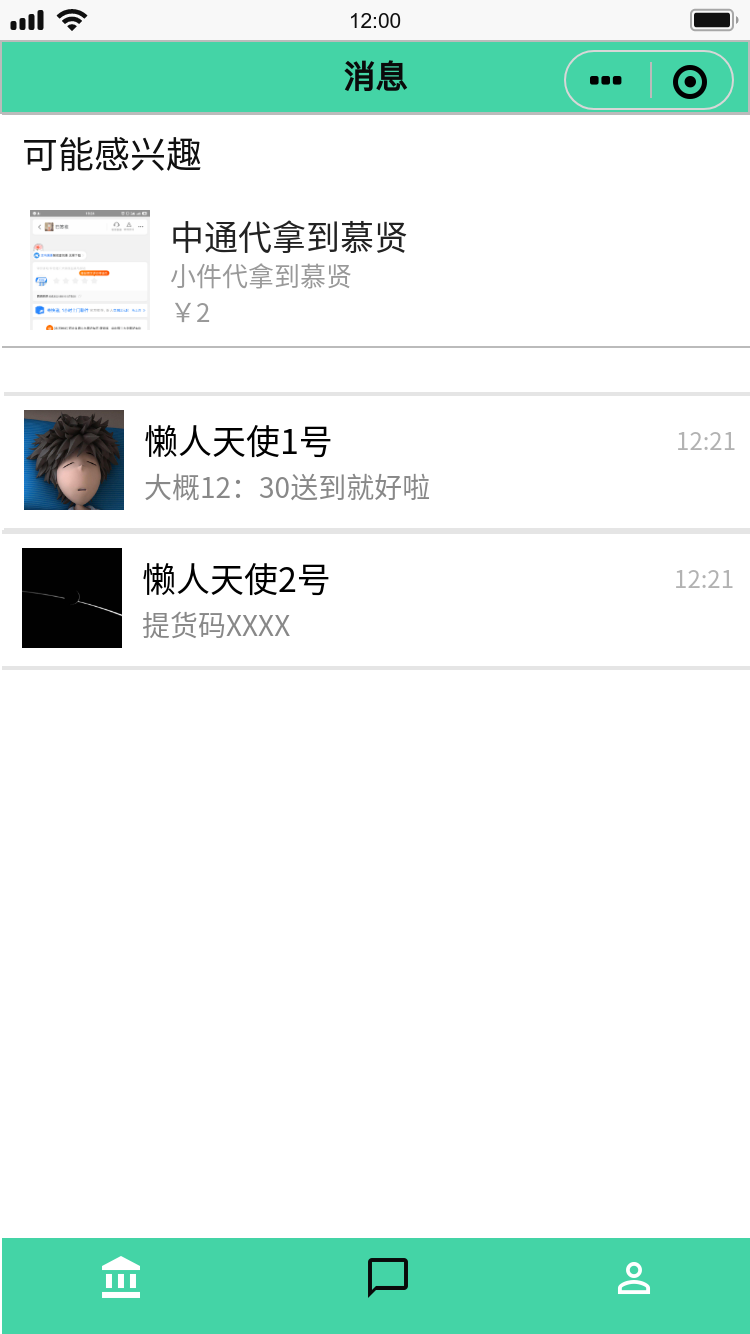 12:00
消息
可能感兴趣
中通代拿到慕贤
小件代拿到慕贤
￥2
懒人天使1号
12:21
大概12：30送到就好啦
懒人天使2号
12:21
提货码XXXX